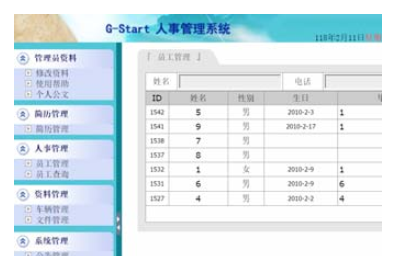 G-Start 人事管理系统
118年2月11日
管理员资料
修改资料
使用帮助
个人公文
简历管理
简历管理
人事管理
员工管理
员工查询
资料管理
车辆管理
文件管理
系统管理
「 员工管理 」
姓名 电话
ID 姓名 性别 生日
1542 5 男 2010-2-3 1
1541 9 男 2010-2-17 1
1538 7 男
1537 8 男
1532 1 女 2010-2-9 1
1531 6 男 2010-2-9 6
1527 4 男 2010-2-2 4